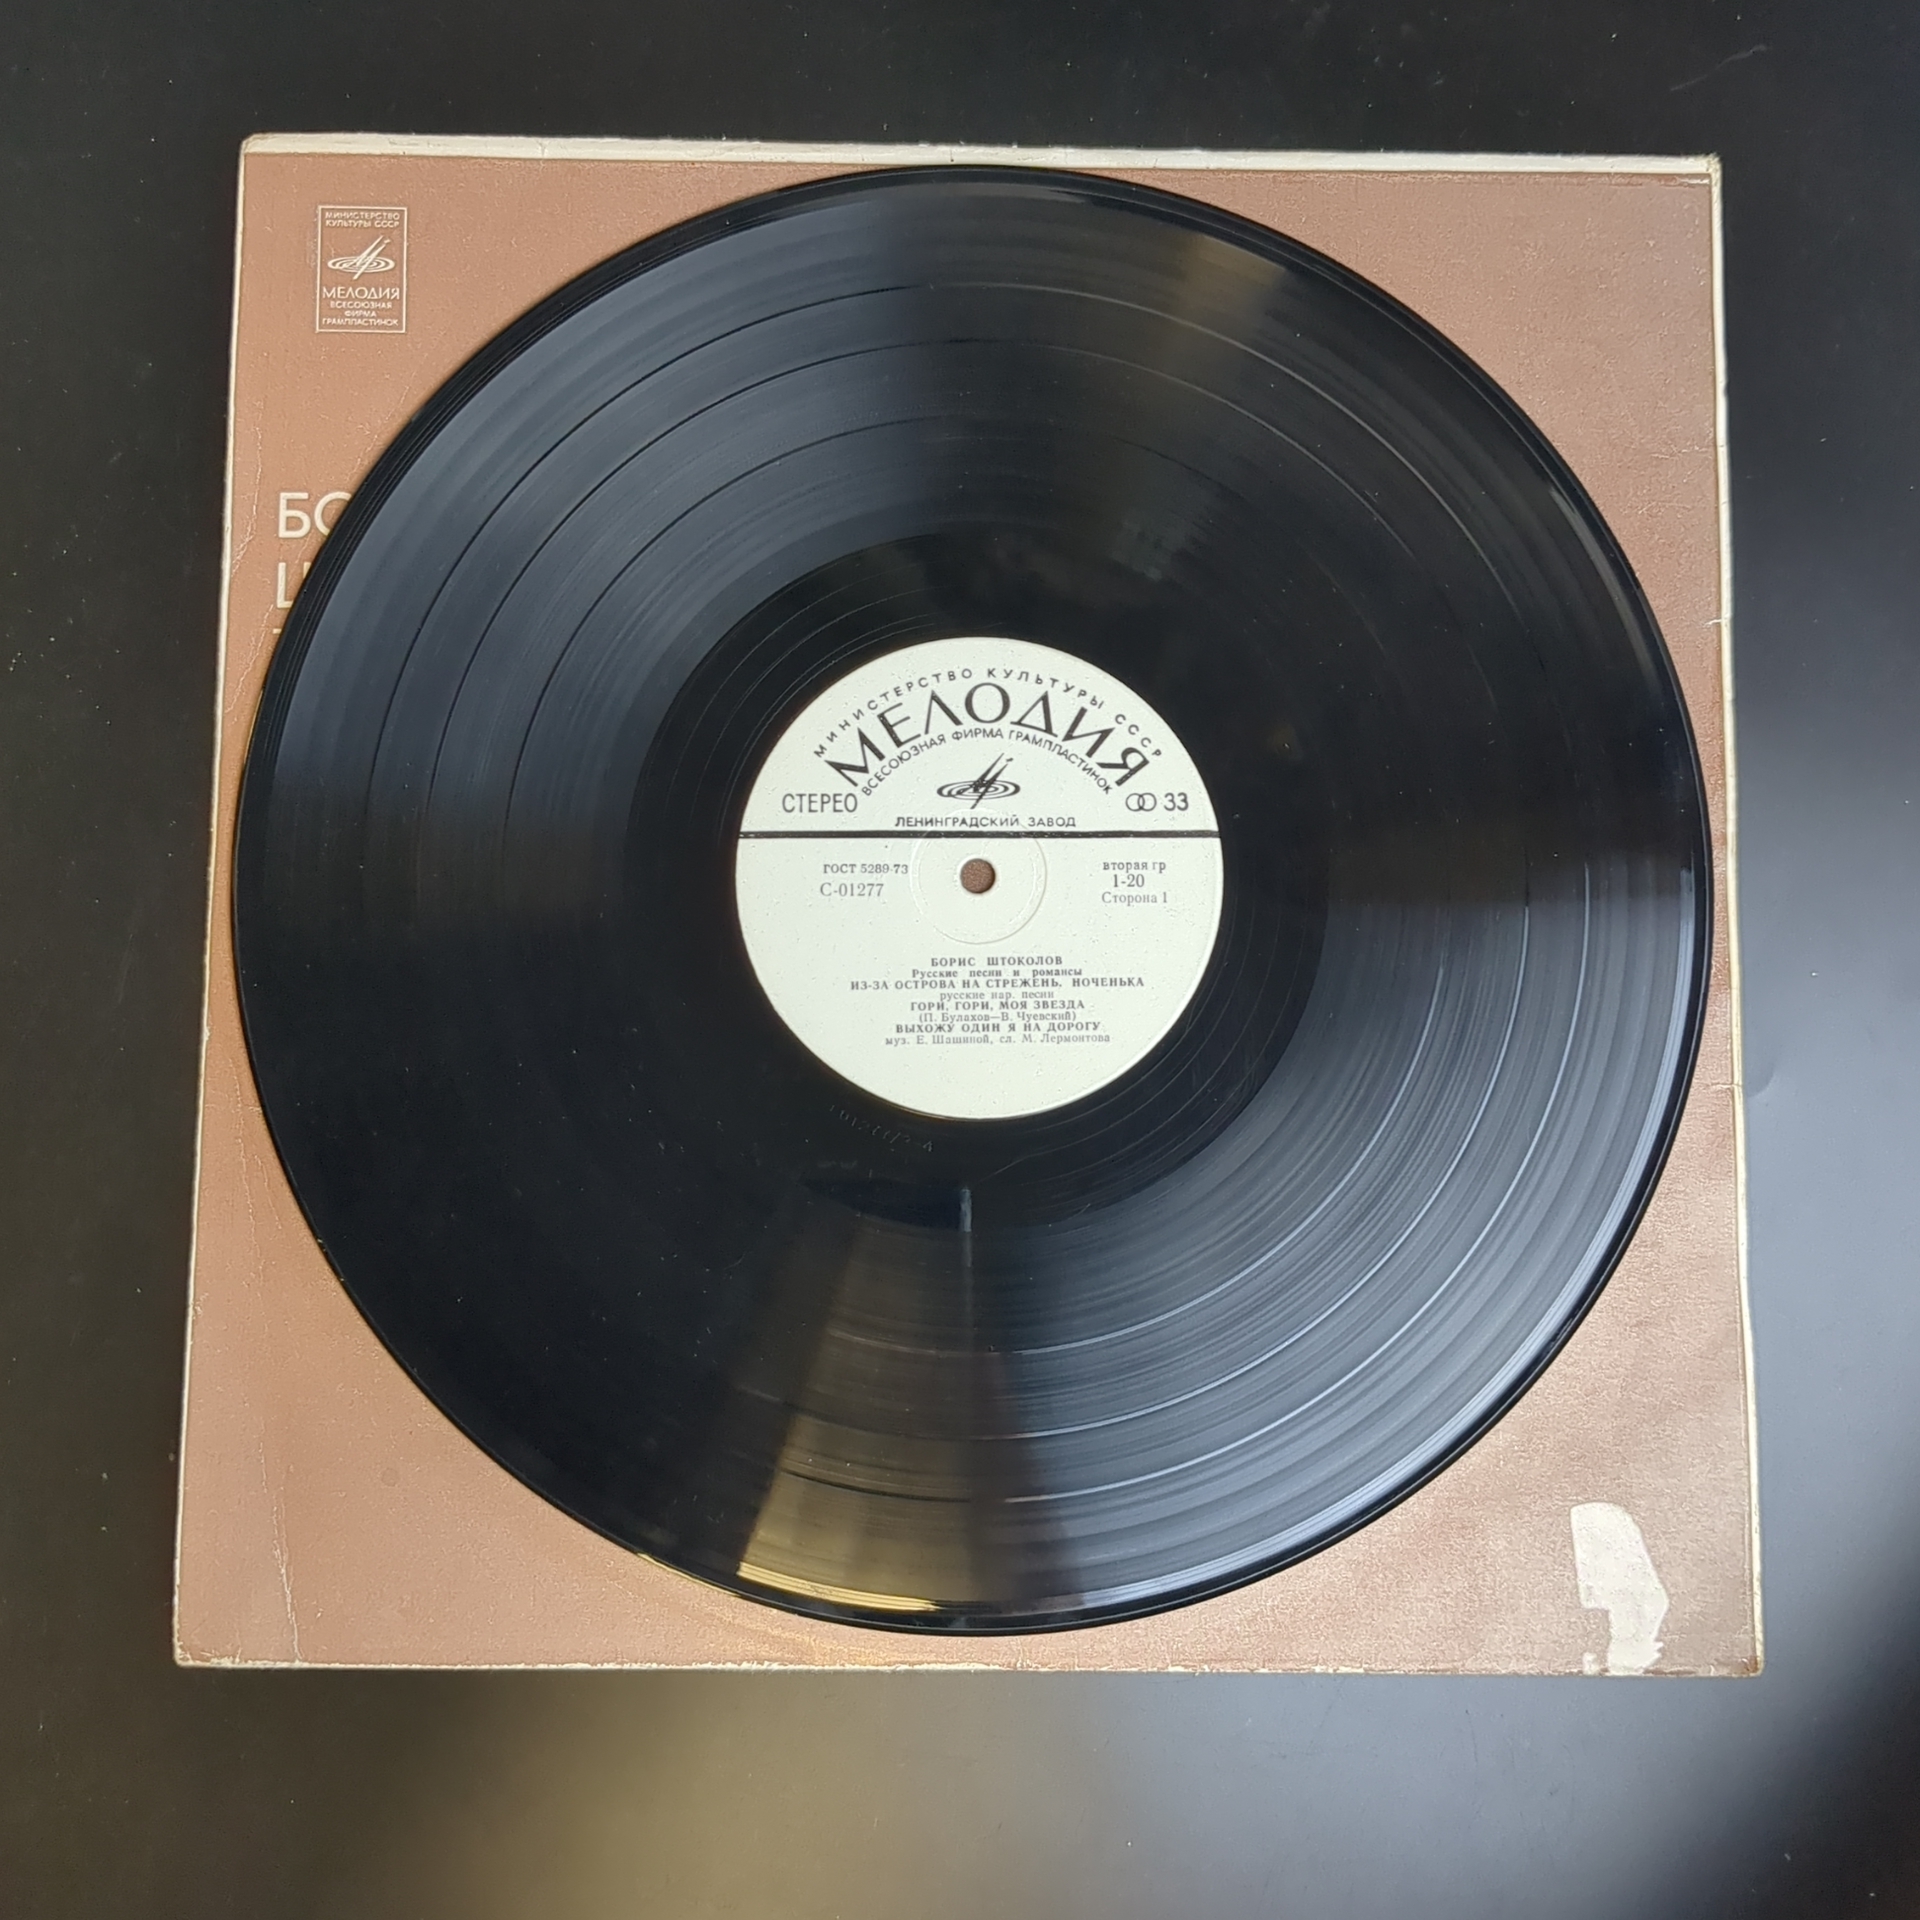 МИНИСТЕРСТВО
КУЛЬТУРЫ СССР
МЕЛОДИЯ
ВСЕСОЮЗНАЯ
ФИРМА
ГРАМПЛАСТИНОК
БО
МИНИСТЕРСТВО КУЛЬТУРЫ СССР
МЕЛОДИЯ
ВСЕСОЮЗНАЯ ФИРМА ГРАМПЛАСТИНОК
СТЕРЕО
33
ЛЕНИНГРАДСКИЙ ЗАВОД
ГОСТ 5289-73
С-01277
вторая гр
1-20
Сторона 1
БОРИС ШТОКОЛОВ
Русские песни и романсы
ИЗ-ЗА ОСТРОВА НА СТРЕЖЕНЬ. НОЧЕНЬКА
русские нар. песни
ГОРИ, ГОРИ, МОЯ ЗВЕЗДА
(П. Булахов—В. Чуевский)
ВЫХОЖУ ОДИН Я НА ДОРОГУ
муз. Е. Шашиной, сл. М. Лермонтова